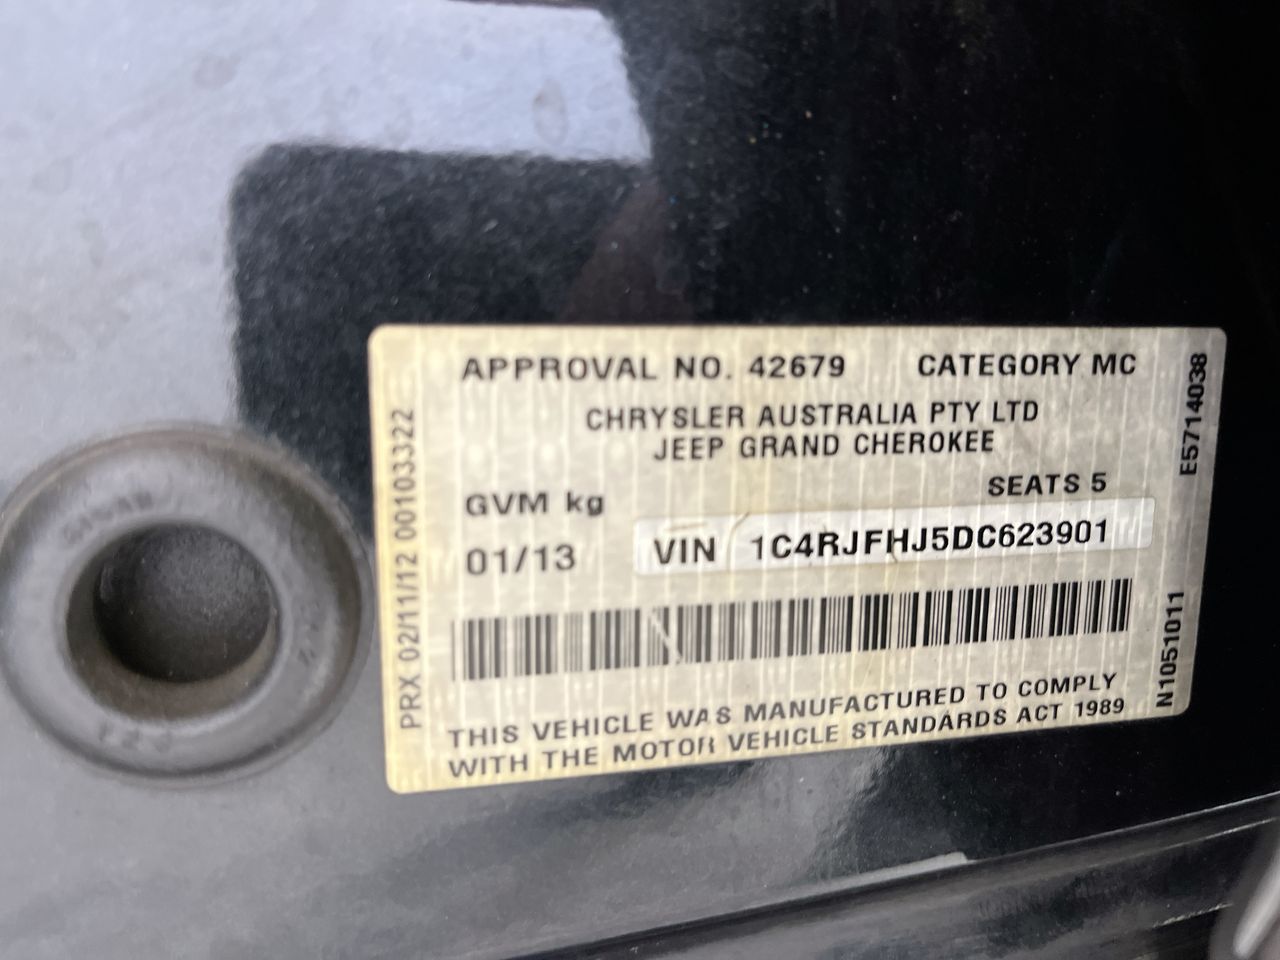 APPROVAL NO. 42679 CATEGORY MC
CHRYSLER AUSTRALIA PTY LTD
JEEP GRAND CHEROKEE
SEATS 5
GVM kg
01/13
VIN 1C4RJFHJ5DC623901
THIS VEHICLE WAS MANUFACTURED TO COMPLY
WITH THE MOTOR VEHICLE STANDARDS ACT 1989
PRX 02/11/12 00103322
E5714038
N1051011